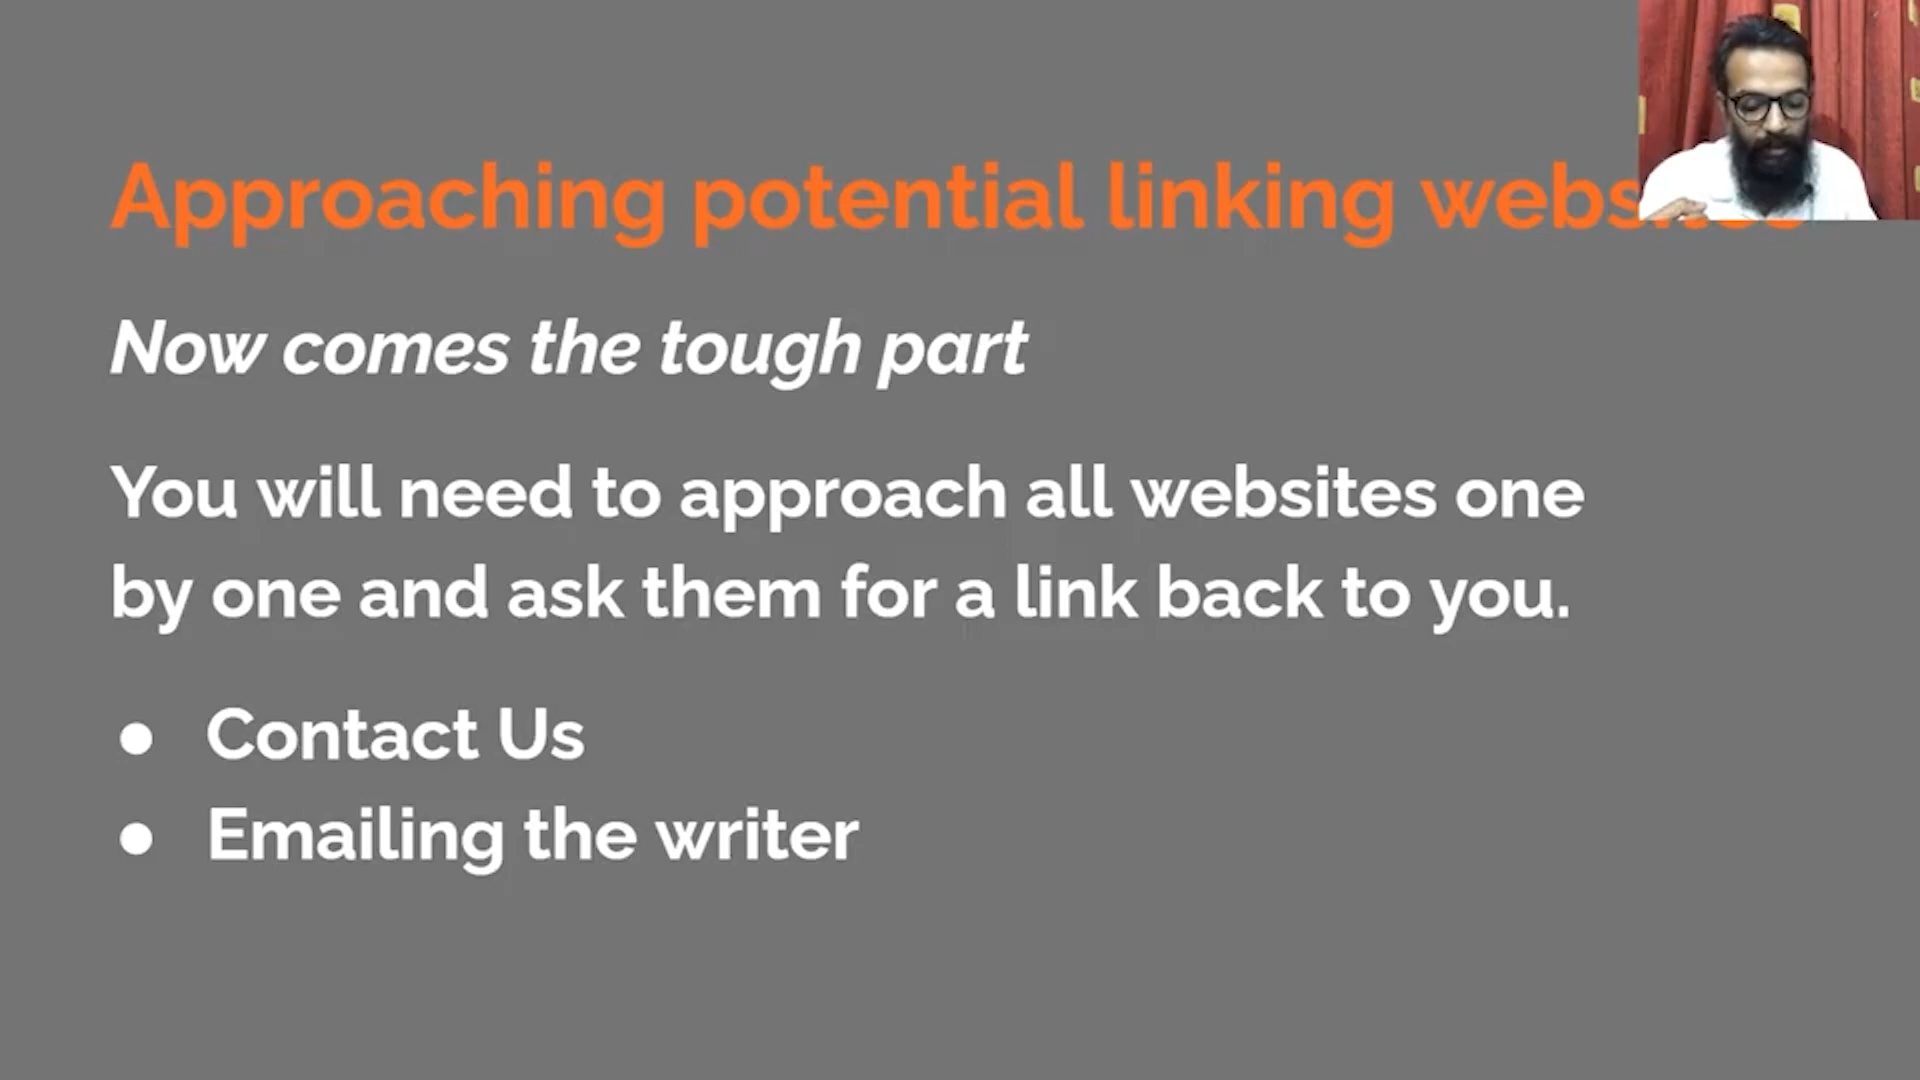 Approaching potential linking
Now comes the tough part
You will need to approach all websites one
by one and ask them for a link back to you.
● Contact Us
● Emailing the writer